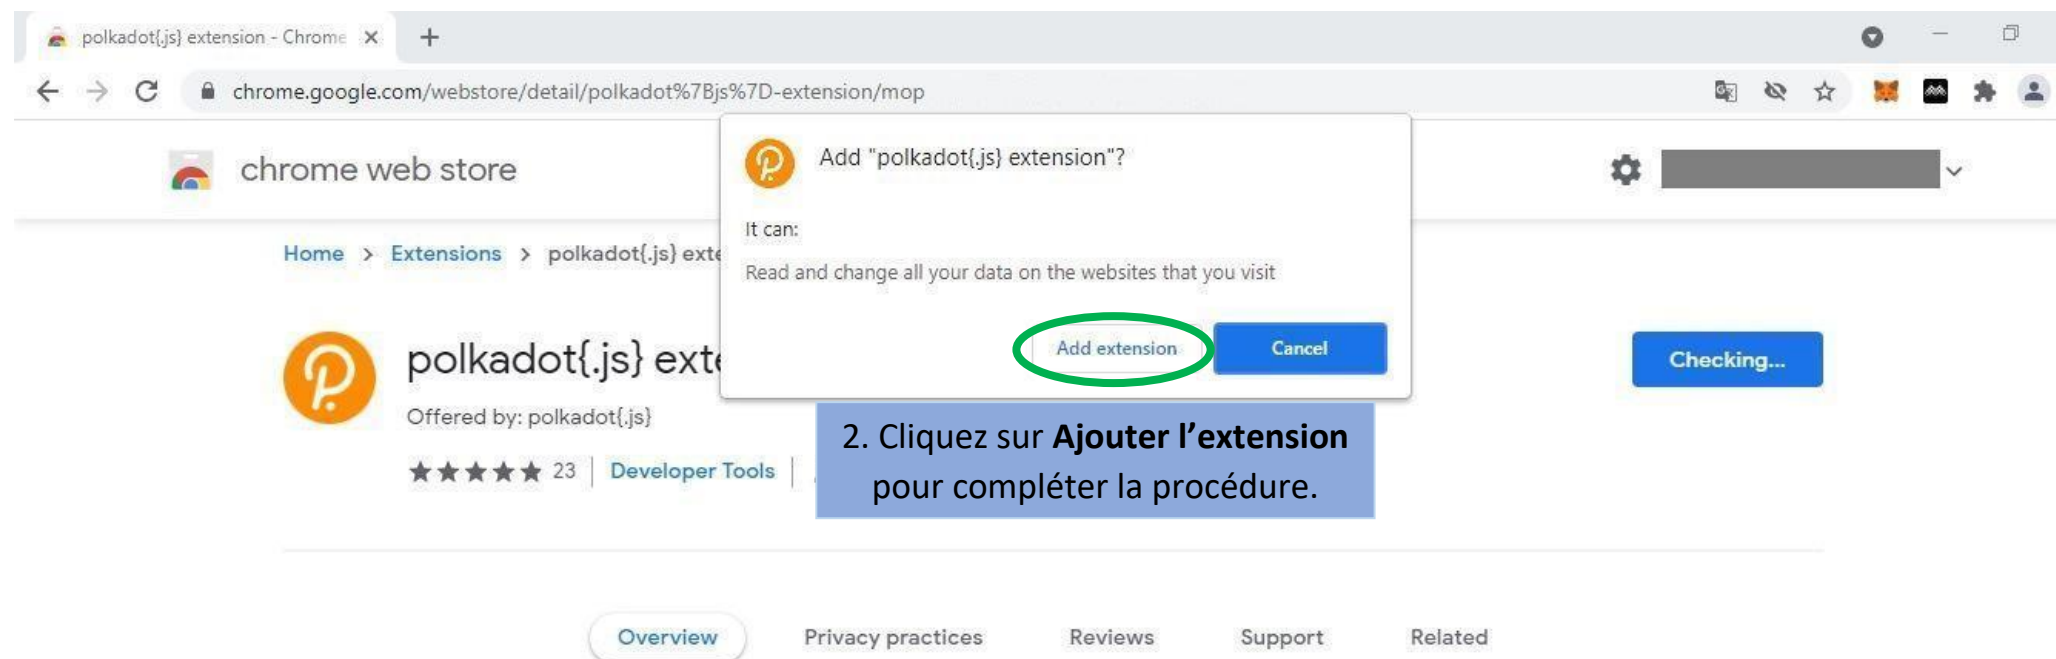 polkadot{.js} extension - Chrome
chrome.google.com/webstore/detail/polkadot%7Bjs%7D-extension/mop
chrome web store
Add "polkadot{.js} extension"?
It can:
Read and change all your data on the websites that you visit
Add extension
Cancel
Home > Extensions > polkadot{.js} exte
polkadot{.js} exte
Checking...
Offered by: polkadot{.js}
★★★★★ 23 | Developer Tools |
2. Cliquez sur Ajouter l’extension
pour compléter la procédure.
Overview Privacy practices Reviews Support Related